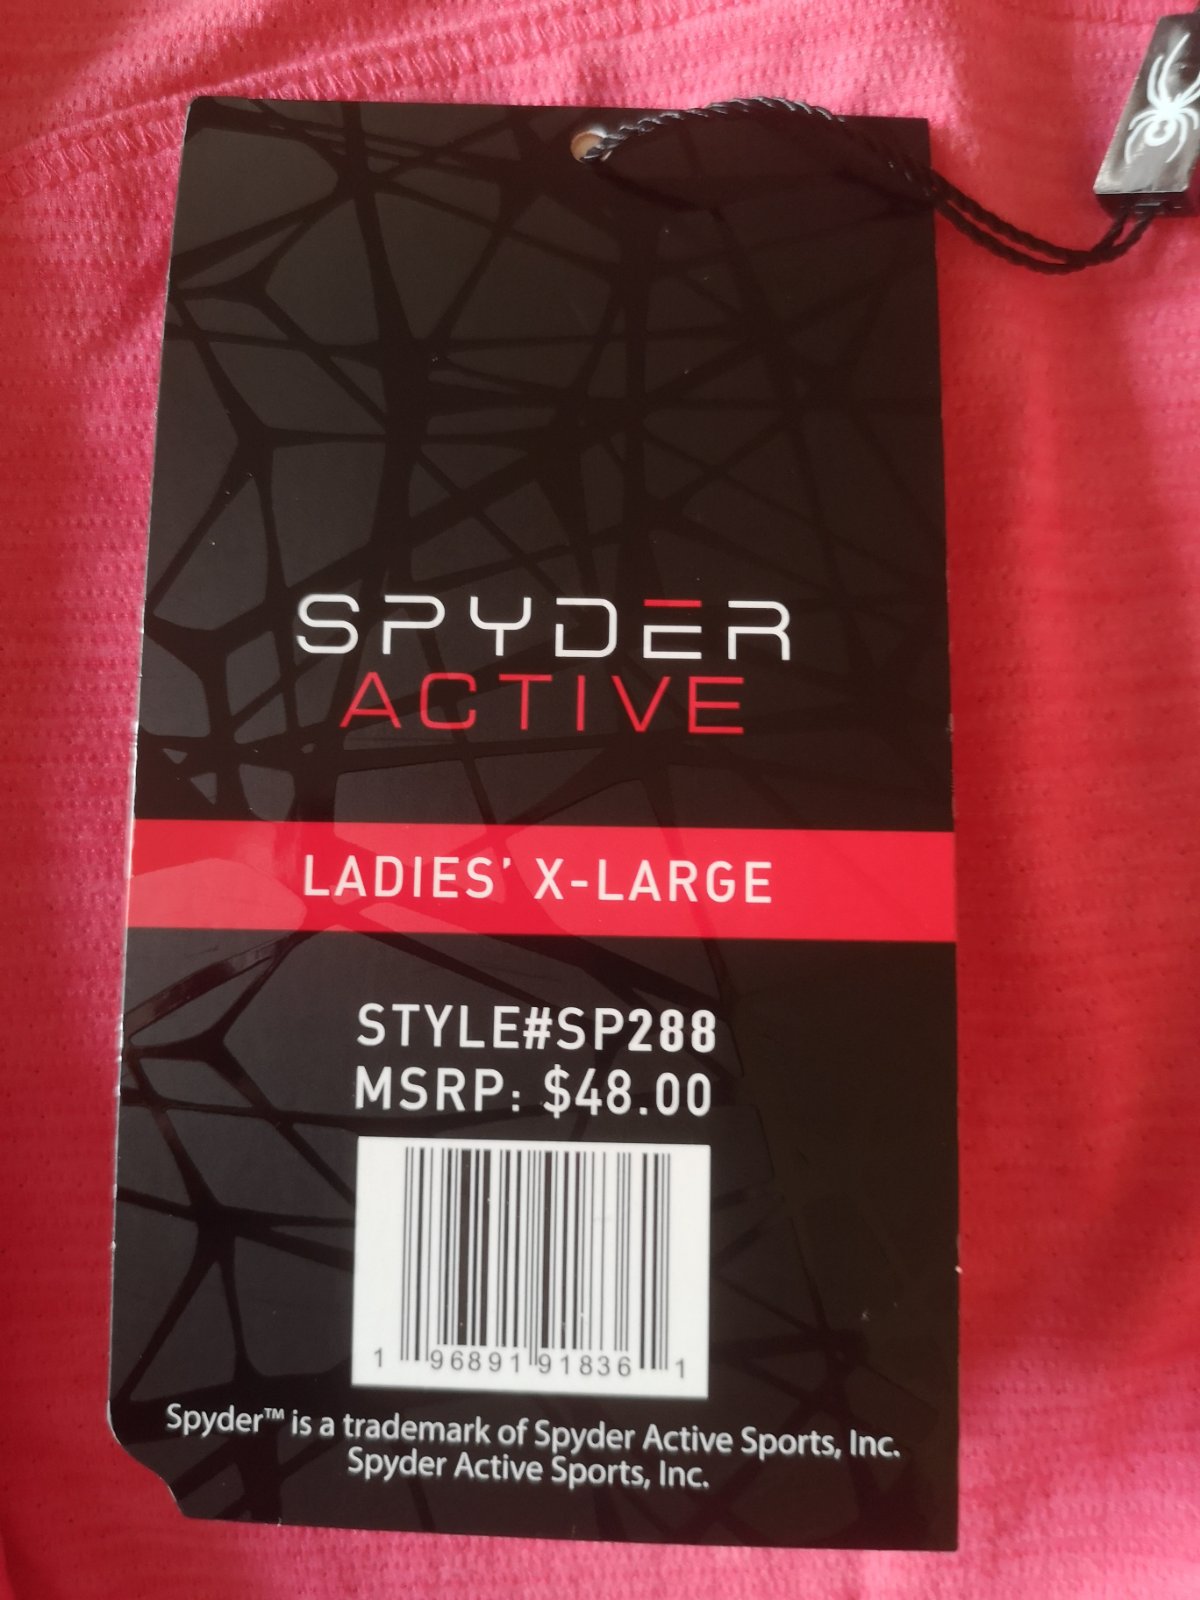 SPYDER
ACTIVE
LADIES' X-LARGE
STYLE#SP288
MSRP: $48.00
1 96891 91836 1
Spyder™ is a trademark of Spyder Active Sports, Inc.
Spyder Active Sports, Inc.